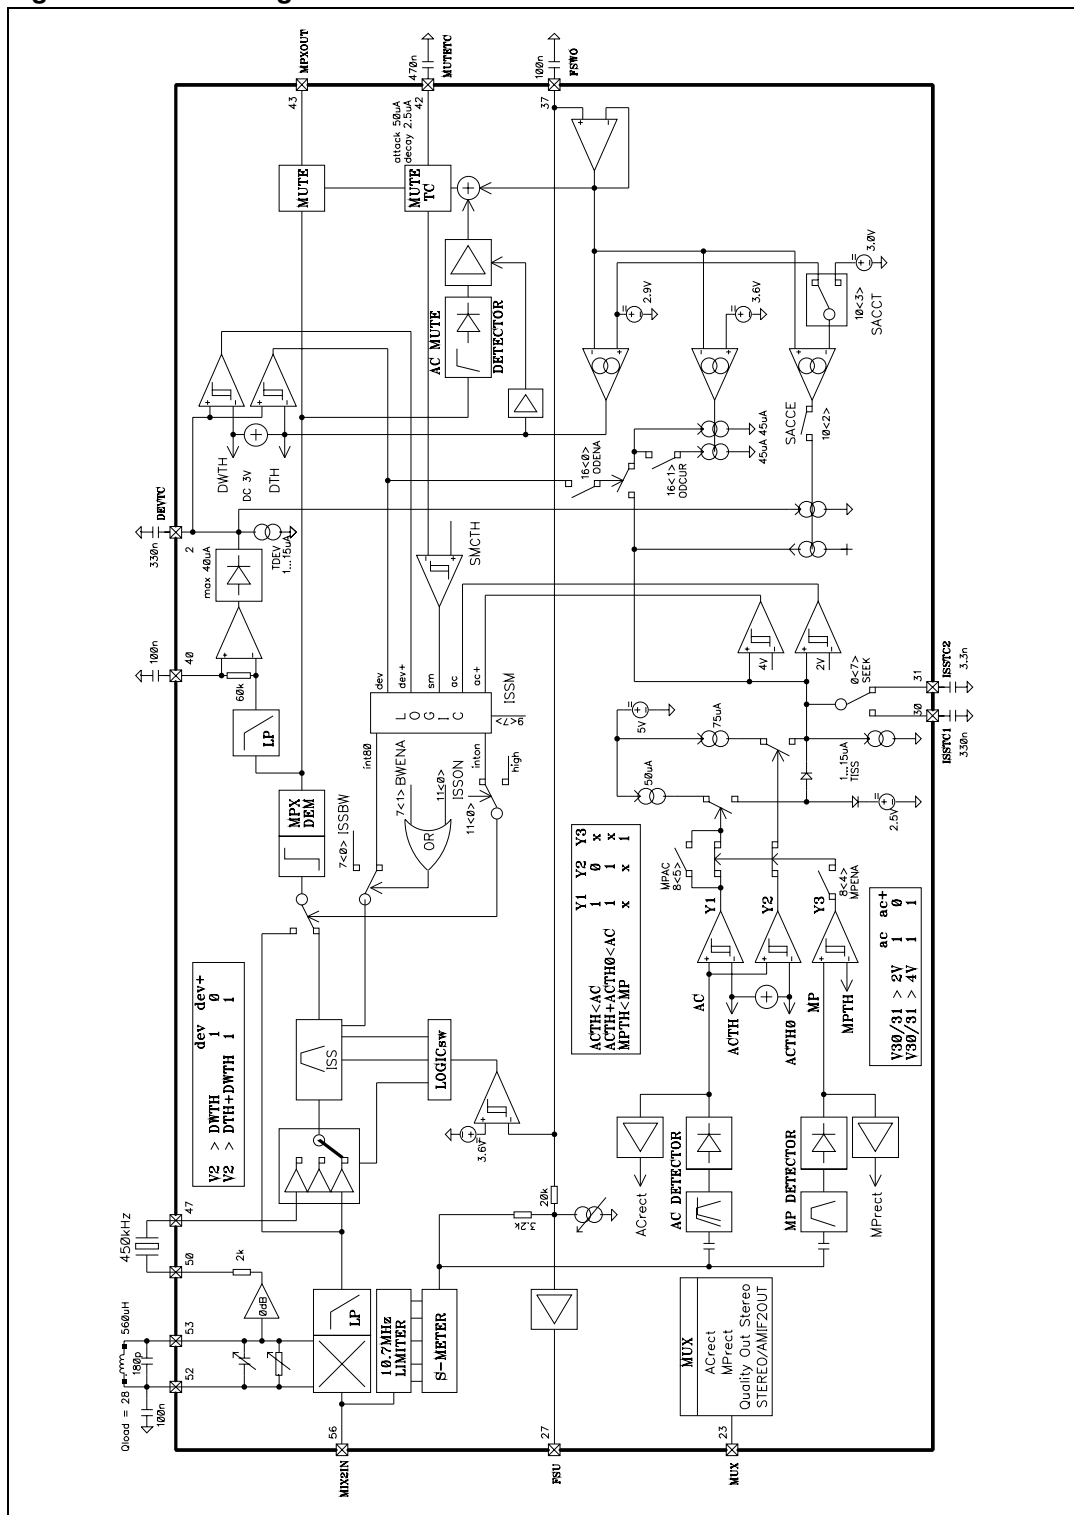 MPXOUT
43
470n
MUTETC
42
attack 50uA
decay 2.5uA
100n
FSWO
37
MUTE
MUTE
TC
AC MUTE
DETECTOR
DWTH
DC 3V
DTH
330n
DEVTC
2
max 40uA
TDEV
1...15uA
100n
40
60k
LP
2.9V
3.6V
3.0V
10<3>
SACCT
SACCE
10<2>
16<0>
ODENA
16<1>
ODCUR
45uA 45uA
SMCTH
dev
dev+
sm
ac
ac+
LOGIC
ISSM
9<7>
int80
inton
high
7<1> BWENA
11<0>
ISSON
11<0>
OR
7<0> ISSBW
MPX
DEM
4V
2V
0<7>
SEEK
31
ISSTC2
3.3n
30
ISSTC1
330n
5V
75uA
50uA
1...15uA
TISS
2.5V
Y1 Y2 Y3
ACTH<AC 1 0 x
ACTH+ACTH0<AC 1 1 x
MPTH<MP x x 1
MPAC
8<5>
8<4>
MPENA
Y1
Y2
Y3
ac ac+
V30/31 > 2V 1 0
V30/31 > 4V 1 1
AC
ACTH
ACTH0
MP
MPTH
dev dev+
V2 > DWTH 1 0
V2 > DTH+DWTH 1 1
ISS
LOGICsw
3.6V
20k
3.2k
ACrect
AC DETECTOR
MP DETECTOR
MPrect
450kHz
47
50
2k
0dB
560uH
53
180p
52
Qload = 28
100n
LP
10.7MHz
LIMITER
S-METER
MUX
ACrect
MPrect
Quality Out Stereo
STEREO/AMIF2OUT
56
MIX2IN
27
FSU
23
MUX